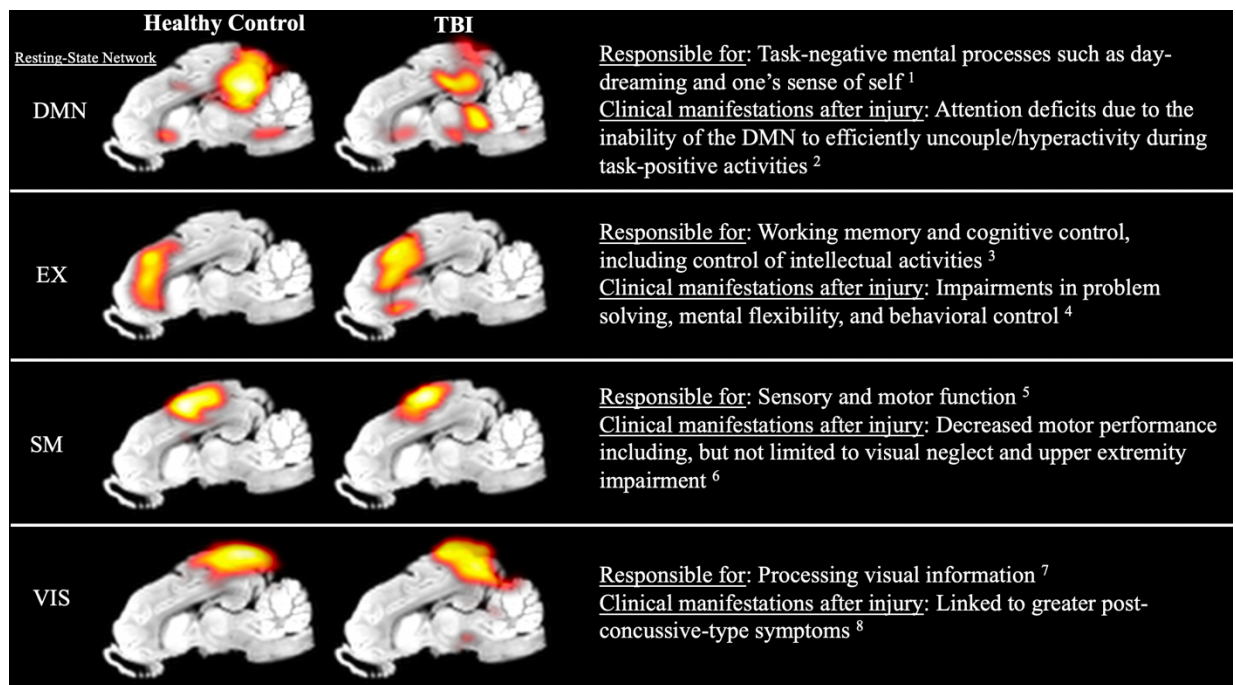 Healthy Control TBI
Resting-State Network
DMN
Responsible for: Task-negative mental processes such as day-
dreaming and one’s sense of self 1
Clinical manifestations after injury: Attention deficits due to the
inability of the DMN to efficiently uncouple/hyperactivity during
task-positive activities 2
EX
Responsible for: Working memory and cognitive control,
including control of intellectual activities 3
Clinical manifestations after injury: Impairments in problem
solving, mental flexibility, and behavioral control 4
SM
Responsible for: Sensory and motor function 5
Clinical manifestations after injury: Decreased motor performance
including, but not limited to visual neglect and upper extremity
impairment 6
VIS
Responsible for: Processing visual information 7
Clinical manifestations after injury: Linked to greater post-
concussive-type symptoms 8